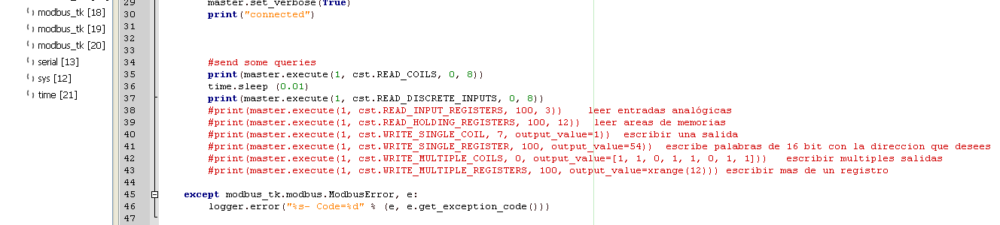 modbus_tk [18]
modbus_tk [19]
modbus_tk [20]
serial [13]
sys [12]
time [21]
29 master.set_verbose(True)
30 print("connected")
31
32
33
34 #send some queries
35 print(master.execute(1, cst.READ_COILS, 0, 8))
36 time.sleep (0.01)
37 print(master.execute(1, cst.READ_DISCRETE_INPUTS, 0, 8))
38 #print(master.execute(1, cst.READ_INPUT_REGISTERS, 100, 3)) leer entradas analógicas
39 #print(master.execute(1, cst.READ_HOLDING_REGISTERS, 100, 12)) leer areas de memorias
40 #print(master.execute(1, cst.WRITE_SINGLE_COIL, 7, output_value=1)) escribir una salida
41 #print(master.execute(1, cst.WRITE_SINGLE_REGISTER, 100, output_value=54)) escribe palabras de 16 bit con la direccion que desees
42 #print(master.execute(1, cst.WRITE_MULTIPLE_COILS, 0, output_value=[1, 1, 0, 1, 1, 0, 1, 1])) escribir multiples salidas
43 #print(master.execute(1, cst.WRITE_MULTIPLE_REGISTERS, 100, output_value=xrange(12))) escribir mas de un registro
44
45 except modbus_tk.modbus.ModbusError, e:
46 logger.error("%s- Code=%d" % (e, e.get_exception_code()))
47